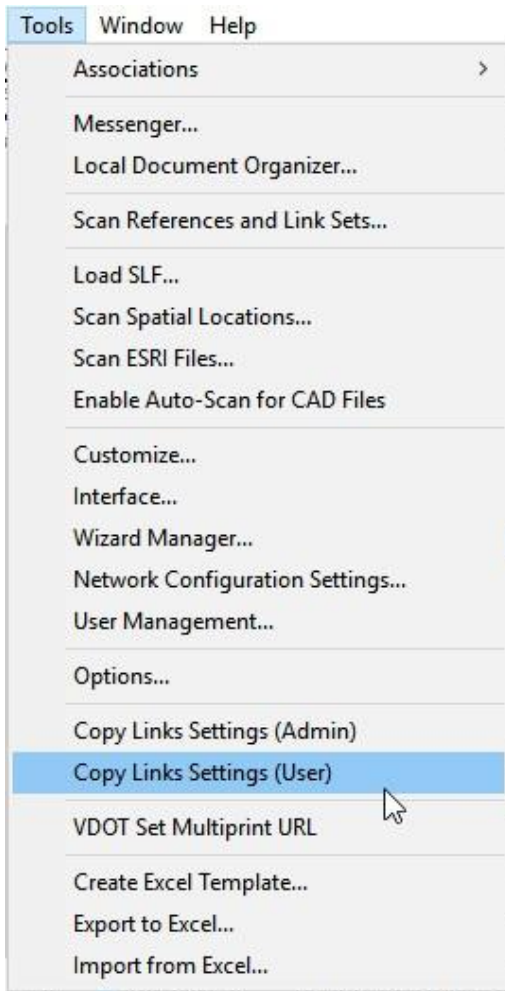 Tools Window Help
Associations >
Messenger...
Local Document Organizer...
Scan References and Link Sets...
Load SLF...
Scan Spatial Locations...
Scan ESRI Files...
Enable Auto-Scan for CAD Files
Customize...
Interface...
Wizard Manager...
Network Configuration Settings...
User Management...
Options...
Copy Links Settings (Admin)
Copy Links Settings (User)
VDOT Set Multiprint URL
Create Excel Template...
Export to Excel...
Import from Excel...